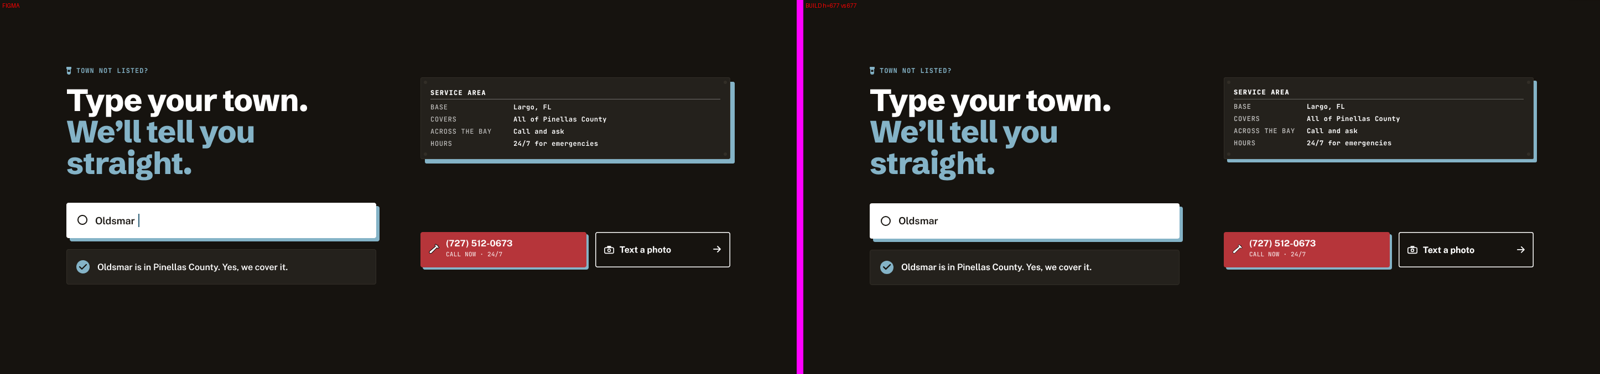 FIGMA
TOWN NOT LISTED?
Type your town.
We’ll tell you
straight.
Oldsmar
Oldsmar is in Pinellas County. Yes, we cover it.
SERVICE AREA
BASE Largo, FL
COVERS All of Pinellas County
ACROSS THE BAY Call and ask
HOURS 24/7 for emergencies
(727) 512-0673
CALL NOW · 24/7
Text a photo
BUILD h=677 vs 677
TOWN NOT LISTED?
Type your town.
We’ll tell you
straight.
Oldsmar
Oldsmar is in Pinellas County. Yes, we cover it.
SERVICE AREA
BASE Largo, FL
COVERS All of Pinellas County
ACROSS THE BAY Call and ask
HOURS 24/7 for emergencies
(727) 512-0673
CALL NOW · 24/7
Text a photo